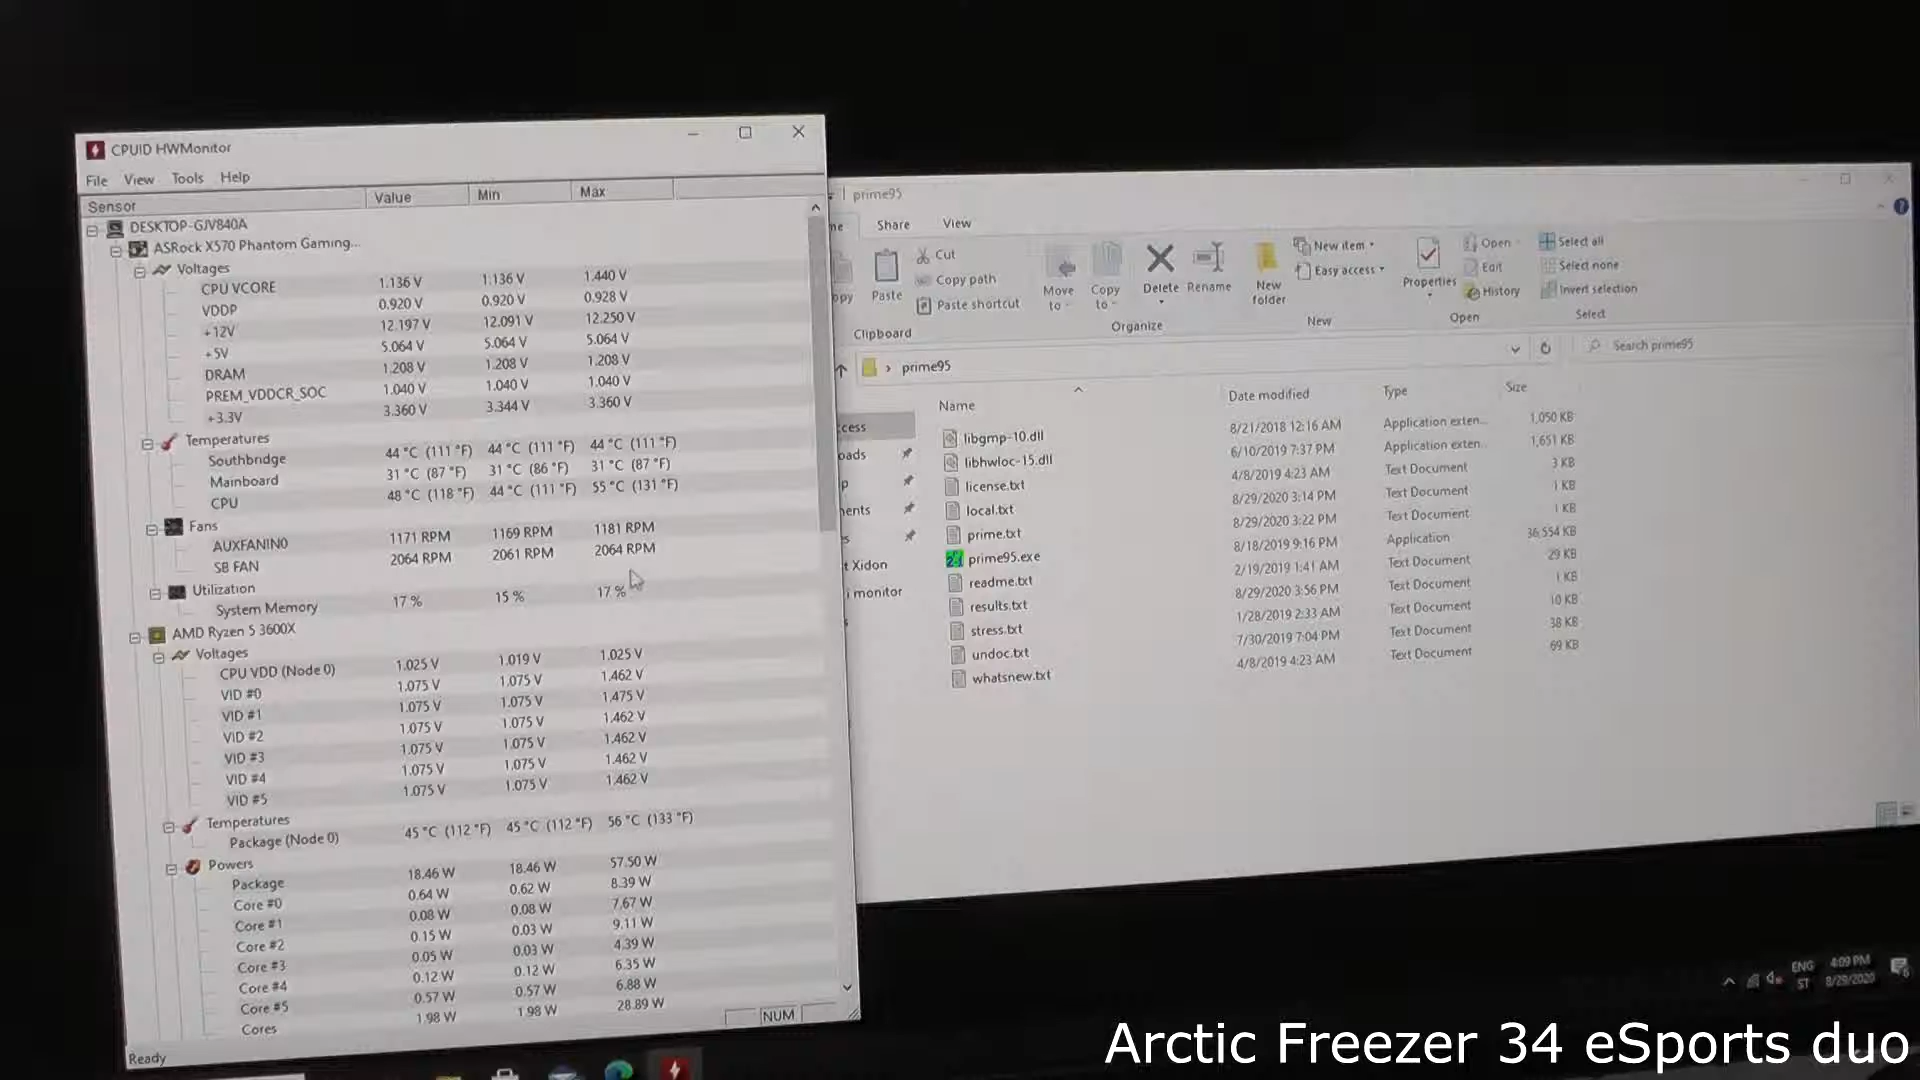 CPUID HWMonitor
File View Tools Help
Sensor Value Min Max
DESKTOP-GJV840A
ASRock X570 Phantom Gaming...
Voltages
CPU VCORE 1.136 V 1.136 V 1.440 V
VDDP 0.920 V 0.920 V 0.928 V
+12V 12.197 V 12.091 V 12.250 V
+5V 5.064 V 5.064 V 5.064 V
DRAM 1.208 V 1.208 V 1.208 V
PREM_VDDCR_SOC 1.040 V 1.040 V 1.040 V
+3.3V 3.360 V 3.344 V 3.360 V
Temperatures
Southbridge 44 °C (111 °F) 44 °C (111 °F) 44 °C (111 °F)
Mainboard 31 °C (87 °F) 31 °C (86 °F) 31 °C (87 °F)
CPU 48 °C (118 °F) 44 °C (111 °F) 55 °C (131 °F)
Fans
AUXFANIN0 1171 RPM 1169 RPM 1181 RPM
SB FAN 2064 RPM 2061 RPM 2064 RPM
Utilization
System Memory 17 % 15 % 17 %
AMD Ryzen 5 3600X
Voltages
CPU VDD (Node 0) 1.025 V 1.019 V 1.025 V
VID #0 1.075 V 1.075 V 1.462 V
VID #1 1.075 V 1.075 V 1.475 V
VID #2 1.075 V 1.075 V 1.462 V
VID #3 1.075 V 1.075 V 1.462 V
VID #4 1.075 V 1.075 V 1.462 V
VID #5 1.075 V 1.075 V 1.462 V
Temperatures
Package (Node 0) 45 °C (112 °F) 45 °C (112 °F) 56 °C (133 °F)
Powers
Package 18.46 W 18.46 W 57.50 W
Core #0 0.64 W 0.62 W 8.39 W
Core #1 0.08 W 0.08 W 7.67 W
Core #2 0.15 W 0.03 W 9.11 W
Core #3 0.05 W 0.03 W 4.39 W
Core #4 0.12 W 0.12 W 6.35 W
Core #5 0.57 W 0.57 W 6.88 W
Cores 1.98 W 1.98 W 28.89 W
NUM
Ready
prime95
me Share View
opy Paste Cut
Copy path
Paste shortcut
Clipboard
Move to
Copy to
Delete Rename
Organize
New folder
New item
Easy access
New
Properties
Open
Edit
History
Open
Select all
Select none
Invert selection
Select
prime95
Search prime95
ccess
oads
p
nents
s
t Xidon
i monitor
s
Name Date modified Type Size
libgmp-10.dll 8/21/2018 12:16 AM Application exten... 1,050 KB
libhwloc-15.dll 6/10/2019 7:37 PM Application exten... 1,651 KB
license.txt 4/8/2019 4:23 AM Text Document 3 KB
local.txt 8/29/2020 3:14 PM Text Document 1 KB
prime.txt 8/29/2020 3:22 PM Text Document 1 KB
prime95.exe 8/18/2019 9:16 PM Application 36,554 KB
readme.txt 2/19/2019 1:41 AM Text Document 29 KB
results.txt 8/29/2020 3:56 PM Text Document 1 KB
stress.txt 1/28/2019 2:33 AM Text Document 10 KB
undoc.txt 7/30/2019 7:04 PM Text Document 38 KB
whatsnew.txt 4/8/2019 4:23 AM Text Document 69 KB
ENG
ST
4:09 PM
8/29/2020
Arctic Freezer 34 eSports duo